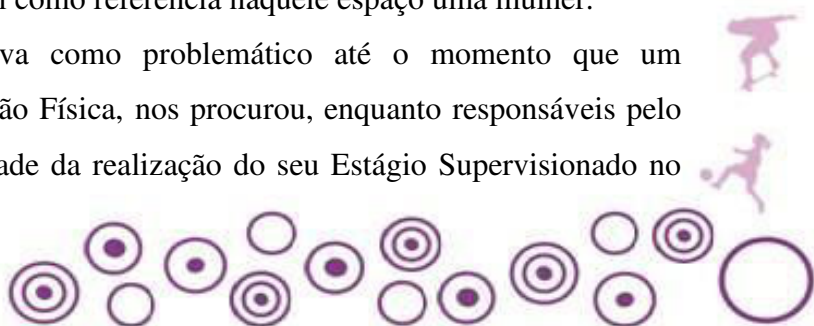 como referência naquele espaço uma mulher.
va como problemático até o momento que um
ão Física, nos procurou, enquanto responsáveis pelo
ade da realização do seu Estágio Supervisionado no